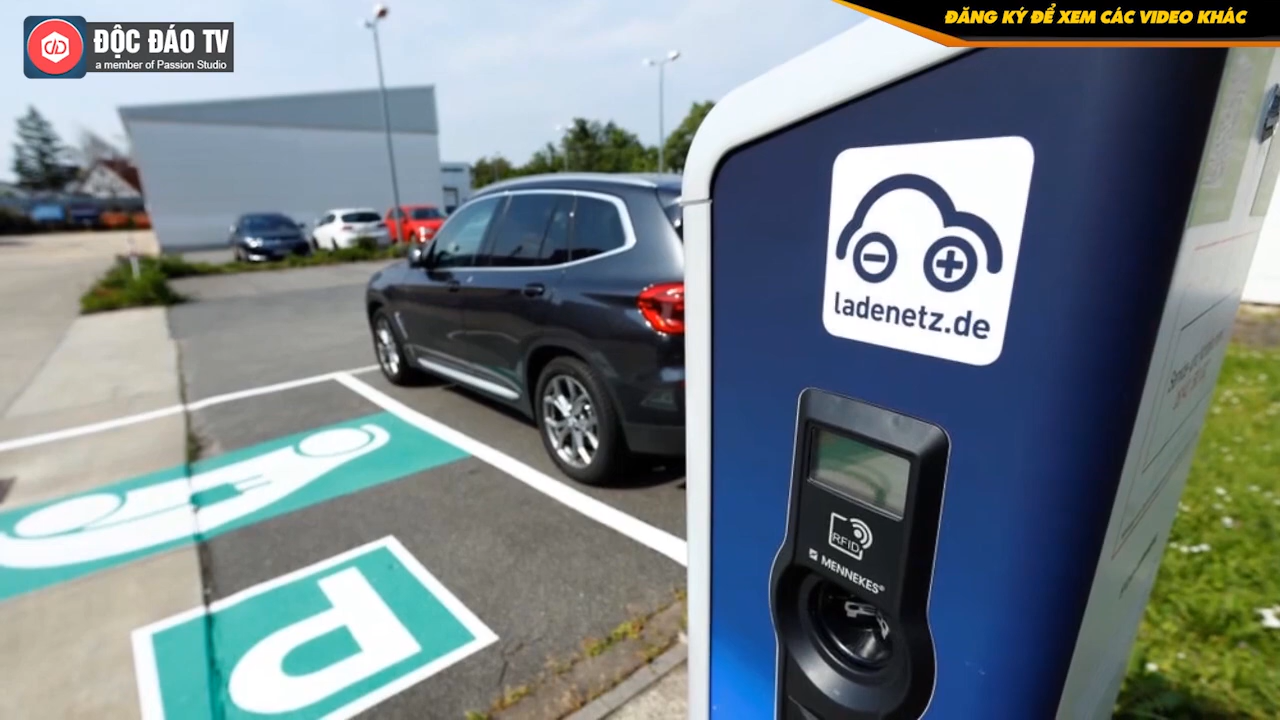 ĐỘC ĐÁO TV
a member of Passion Studio
ĐĂNG KÝ ĐỂ XEM CÁC VIDEO KHÁC
ladenetz.de
RFID
MENNEKES®
P